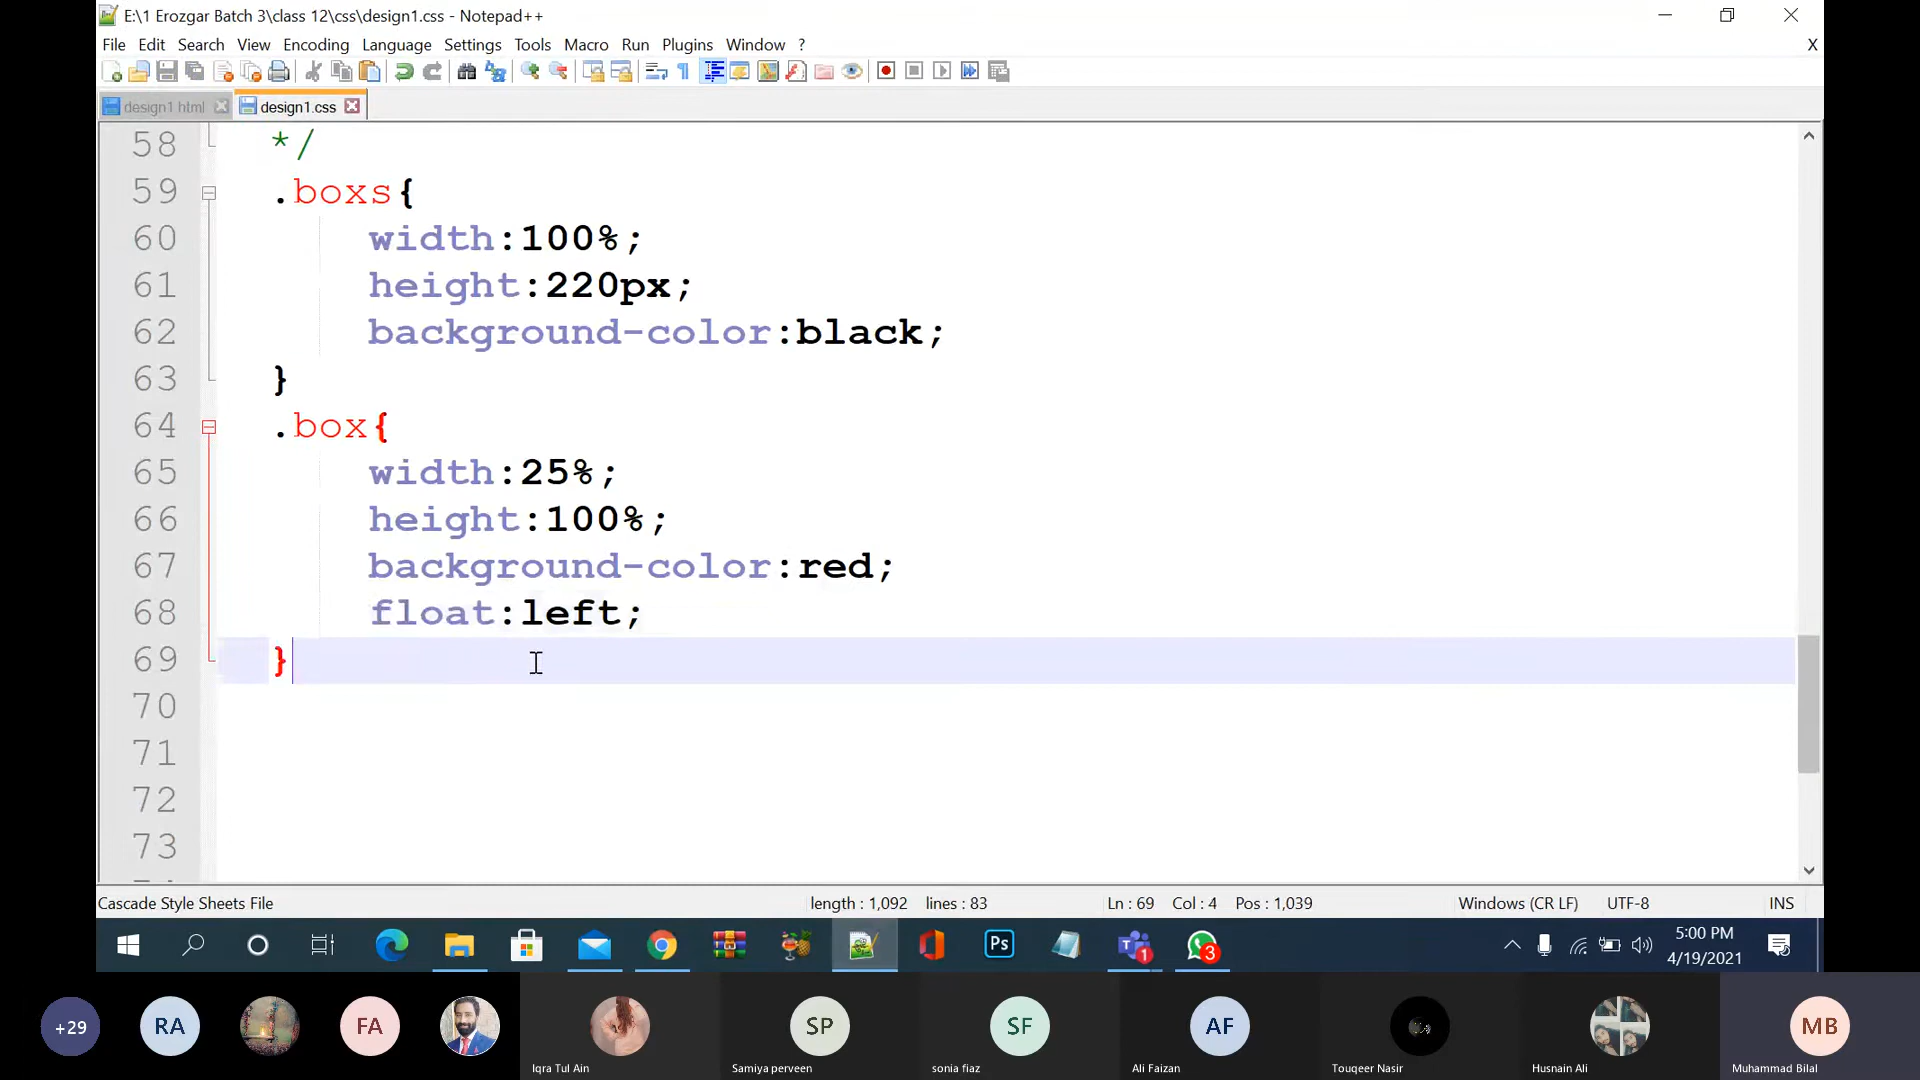 E:\1 Erozgar Batch 3\class 12\css\design1.css - Notepad++
File Edit Search View Encoding Language Settings Tools Macro Run Plugins Window ? X
design1.html design1.css
58 */
59 .boxs{
60 width:100%;
61 height:220px;
62 background-color:black;
63 }
64 .box{
65 width:25%;
66 height:100%;
67 background-color:red;
68 float:left;
69 }
70
71
72
73
Cascade Style Sheets File length : 1,092 lines : 83 Ln : 69 Col : 4 Pos : 1,039 Windows (CR LF) UTF-8 INS
Ps 1 3 5:00 PM
4/19/2021
+29 RA FA SP SF AF MB
Iqra Tul Ain Samiya perveen sonia fiaz Ali Faizan Touqeer Nasir Husnain Ali Muhammad Bilal